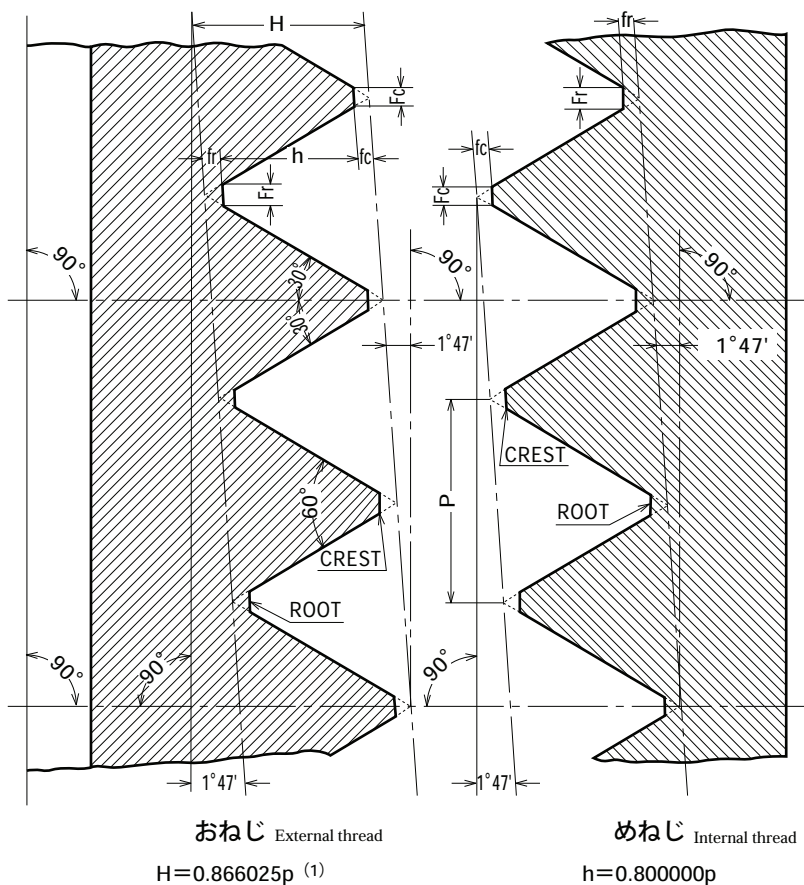 H
fr
Fc
Fr
fr
h
fc
fc
Fr
Fc
90°
30°
90°
90°
30°
1°47'
1°47'
CREST
60°
P
ROOT
CREST
ROOT
90°
90°
90°
1°47'
1°47'
おねじ External thread
めねじ Internal thread
H=0.866025p (1)
h=0.800000p